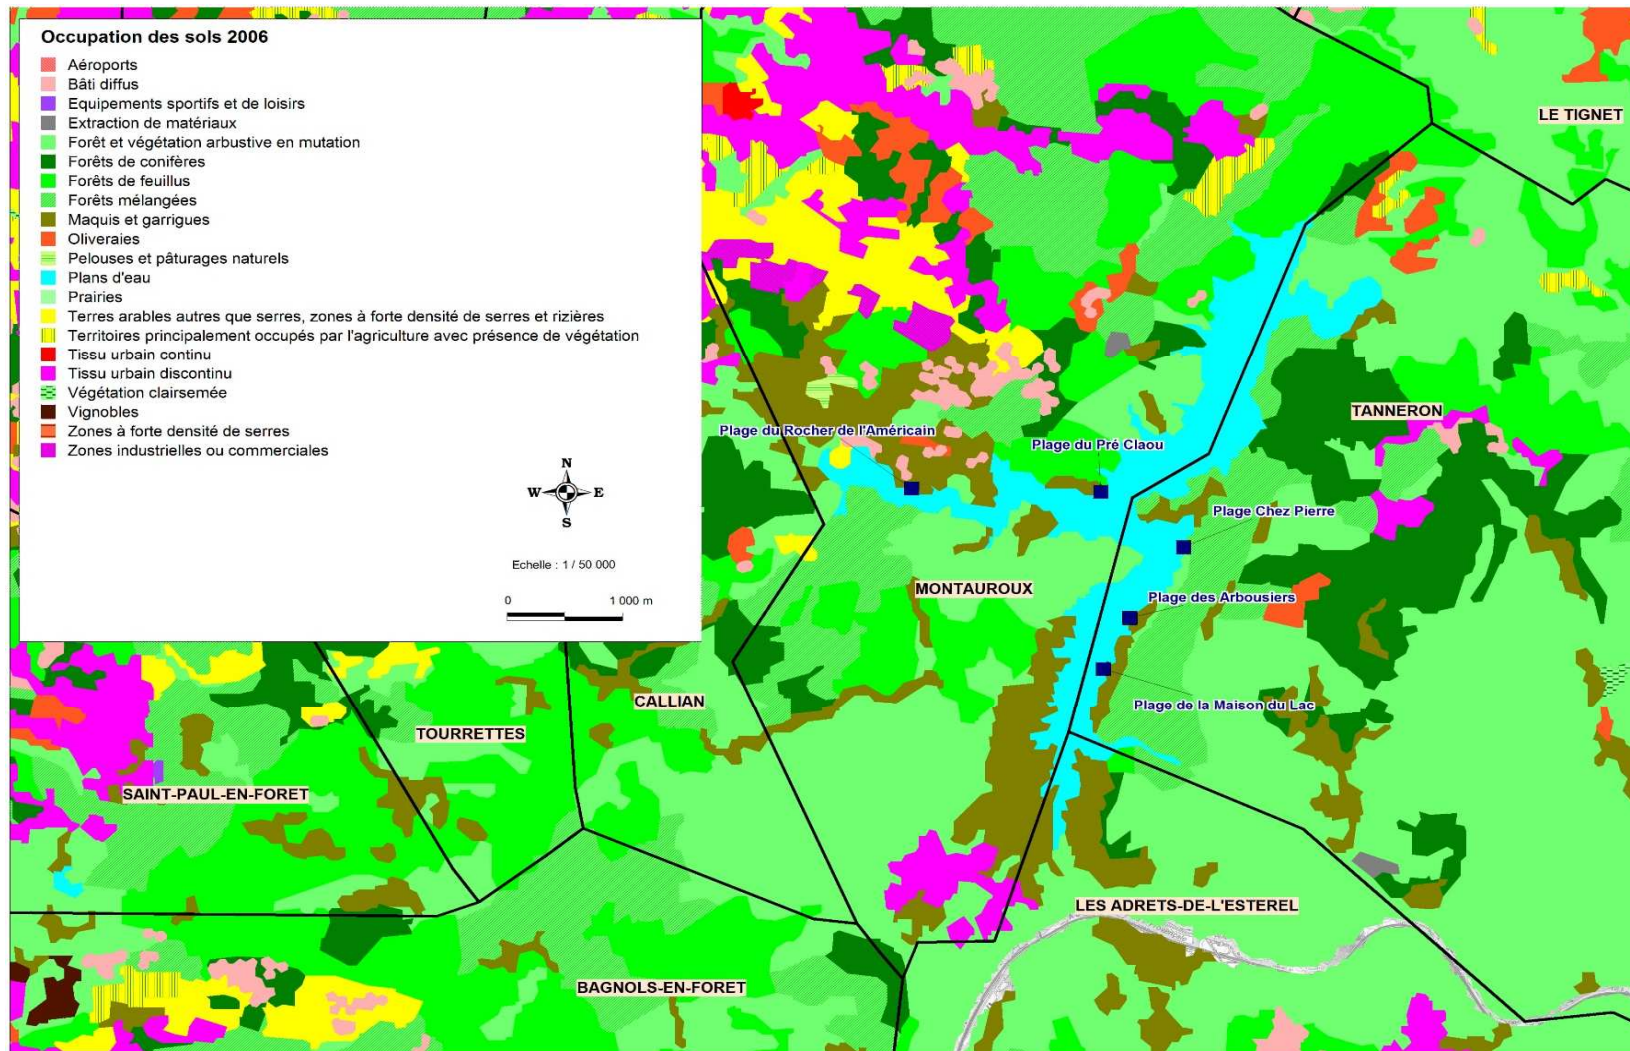 Occupation des sols 2006
Aéroports
Bâti diffus
Equipements sportifs et de loisirs
Extraction de matériaux
Forêt et végétation arbustive en mutation
Forêts de conifères
Forêts de feuillus
Forêts mélangées
Maquis et garrigues
Oliveraies
Pelouses et pâturages naturels
Plans d'eau
Prairies
Terres arables autres que serres, zones à forte densité de serres et rizières
Territoires principalement occupés par l'agriculture avec présence de végétation
Tissu urbain continu
Tissu urbain discontinu
Végétation clairsemée
Vignobles
Zones à forte densité de serres
Zones industrielles ou commerciales
N
W E
S
Echelle : 1 / 50 000
0 1 000 m
LE TIGNET
TANNERON
Plage du Rocher de l'Américain
Plage du Pré Claou
Plage Chez Pierre
MONTAUROUX
Plage des Arbousiers
CALLIAN
Plage de la Maison du Lac
TOURRETTES
SAINT-PAUL-EN-FORET
LES ADRETS-DE-L'ESTEREL
BAGNOLS-EN-FORET